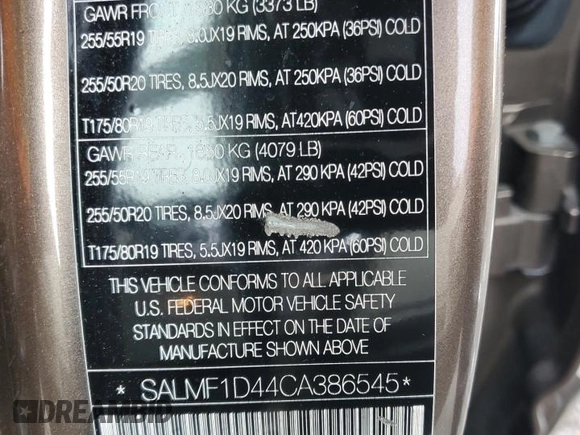 GAWR FRONT KG (3373 LB)
255/55R19 TIRES, 8.0JX19 RIMS, AT 250KPA (36PSI) COLD
255/50R20 TIRES, 8.5JX20 RIMS, AT 250KPA (36PSI) COLD
T175/80R19 TIRES, 5.5JX19 RIMS, AT420KPA (60PSI) COLD
GAWR REAR KG (4079 LB)
255/55R19 TIRES, 8.0JX19 RIMS, AT 290 KPA (42PSI) COLD
255/50R20 TIRES, 8.5JX20 RIMS, AT 290 KPA (42PSI) COLD
T175/80R19 TIRES, 5.5JX19 RIMS, AT 420 KPA (60PSI) COLD
THIS VEHICLE CONFORMS TO ALL APPLICABLE
U.S. FEDERAL MOTOR VEHICLE SAFETY
STANDARDS IN EFFECT ON THE DATE OF
MANUFACTURE SHOWN ABOVE
* SALMF1D44CA386545 *
DREAMBID